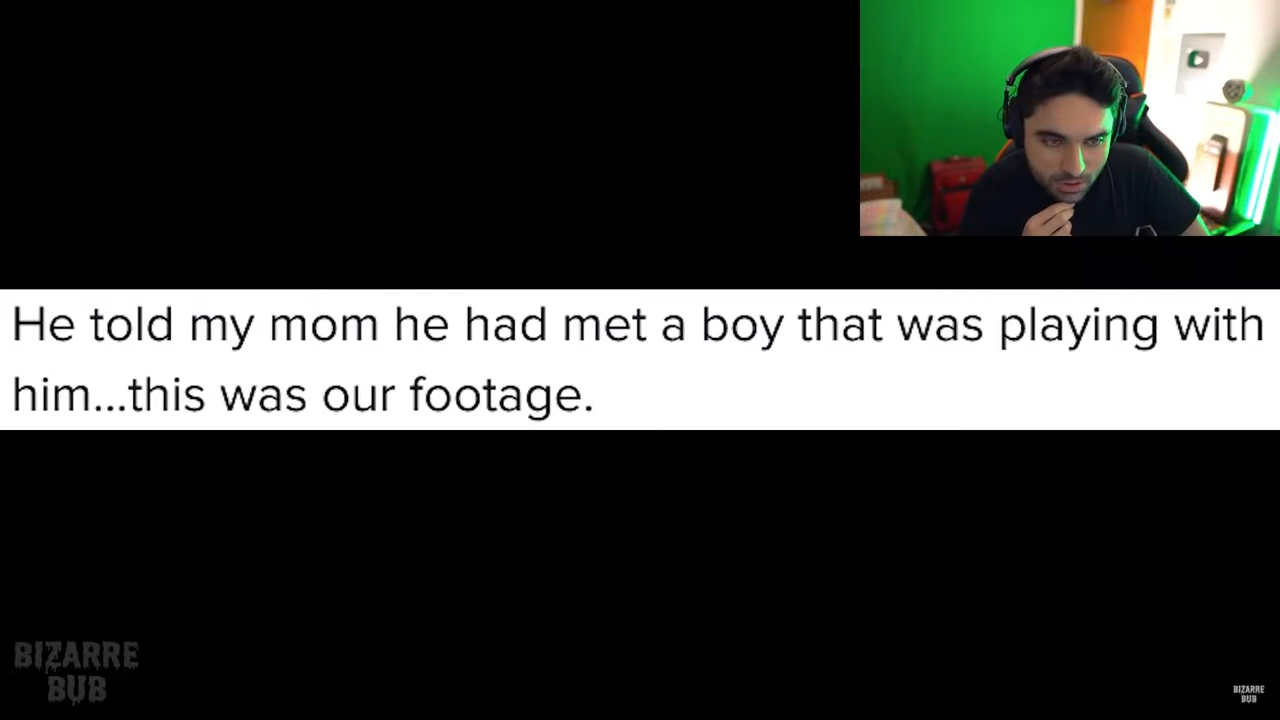 He told my mom he had met a boy that was playing with
him...this was our footage.
BIZARRE
BUB
BIZARRE
BUB